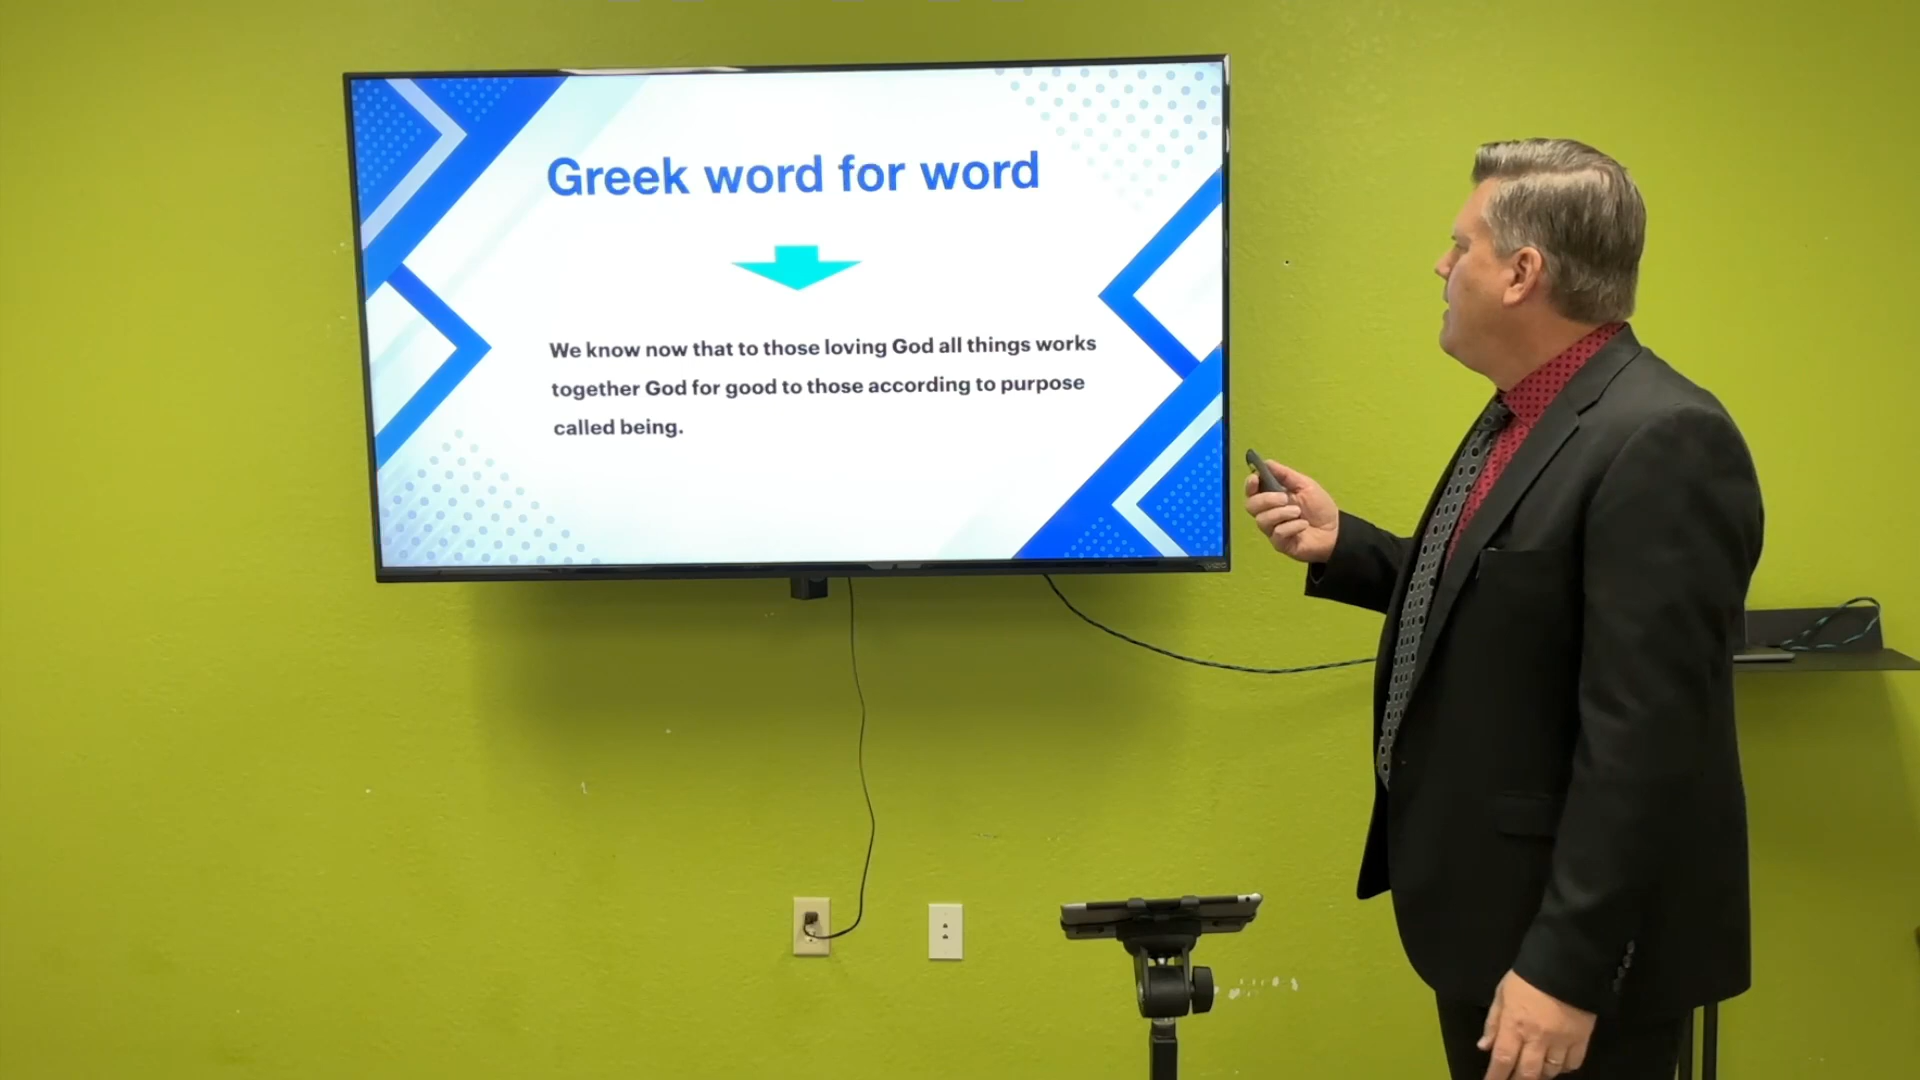 Greek word for word
We know now that to those loving God all things works
together God for good to those according to purpose
called being.
VIZIO